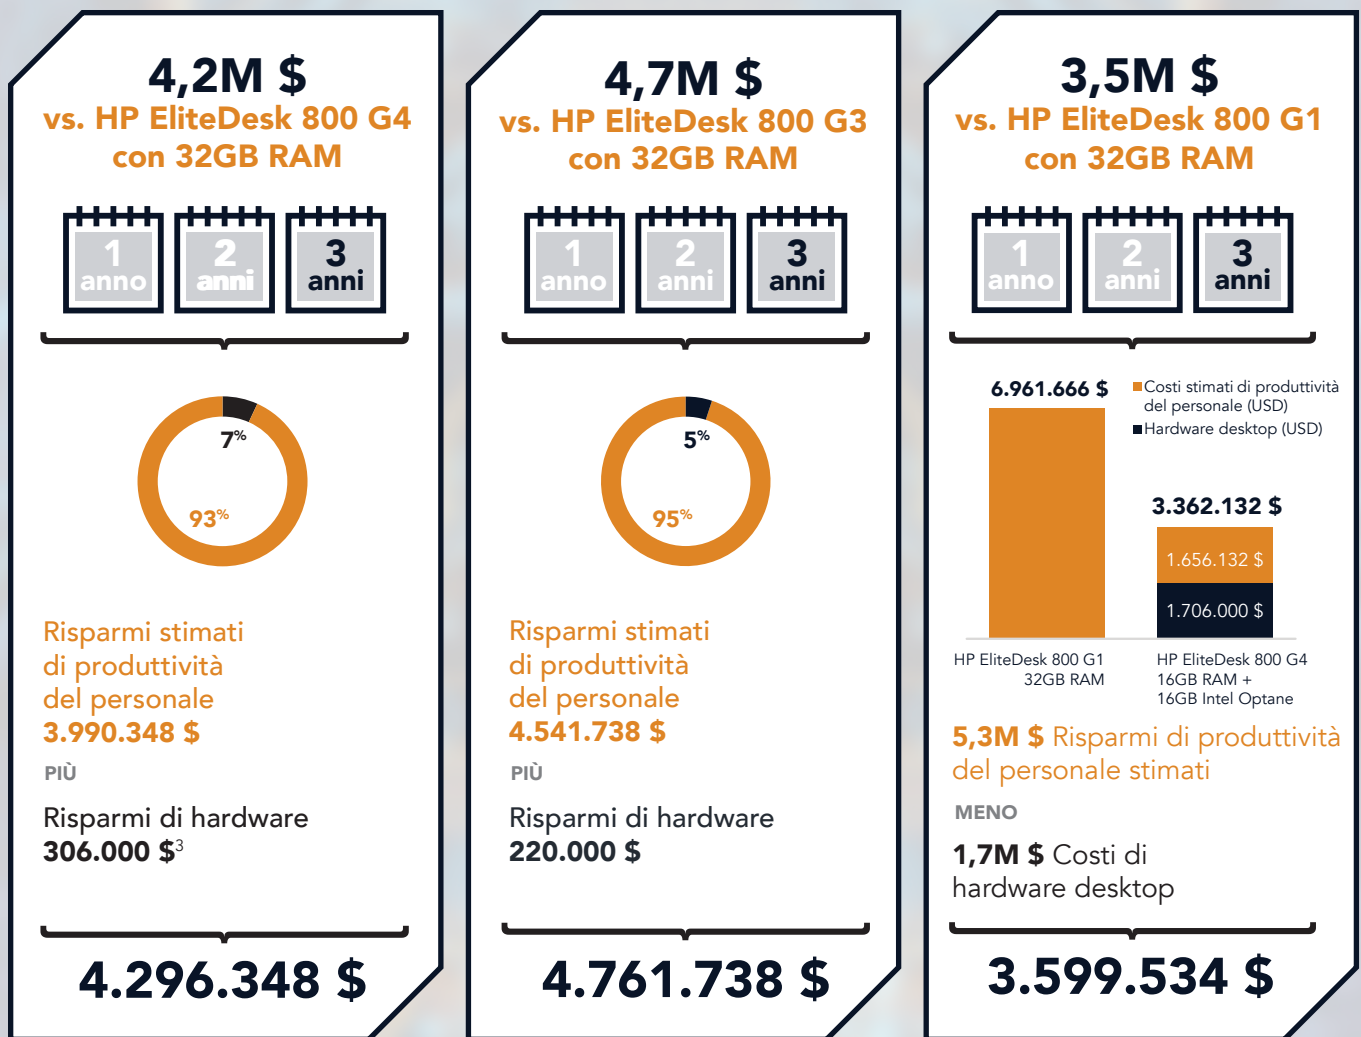 4,2M $
vs. HP EliteDesk 800 G4
con 32GB RAM
1
anno
2
anni
3
anni
7%
93%
Risparmi stimati
di produttività
del personale
3.990.348 $
PIÙ
Risparmi di hardware
306.000 $3
4.296.348 $
4,7M $
vs. HP EliteDesk 800 G3
con 32GB RAM
1
anno
2
anni
3
anni
5%
95%
Risparmi stimati
di produttività
del personale
4.541.738 $
PIÙ
Risparmi di hardware
220.000 $
4.761.738 $
3,5M $
vs. HP EliteDesk 800 G1
con 32GB RAM
1
anno
2
anni
3
anni
6.961.666 $
Costi stimati di produttività
del personale (USD)
Hardware desktop (USD)
3.362.132 $
1.656.132 $
1.706.000 $
HP EliteDesk 800 G1
32GB RAM
HP EliteDesk 800 G4
16GB RAM +
16GB Intel Optane
5,3M $ Risparmi di produttività
del personale stimati
MENO
1,7M $ Costi di
hardware desktop
3.599.534 $